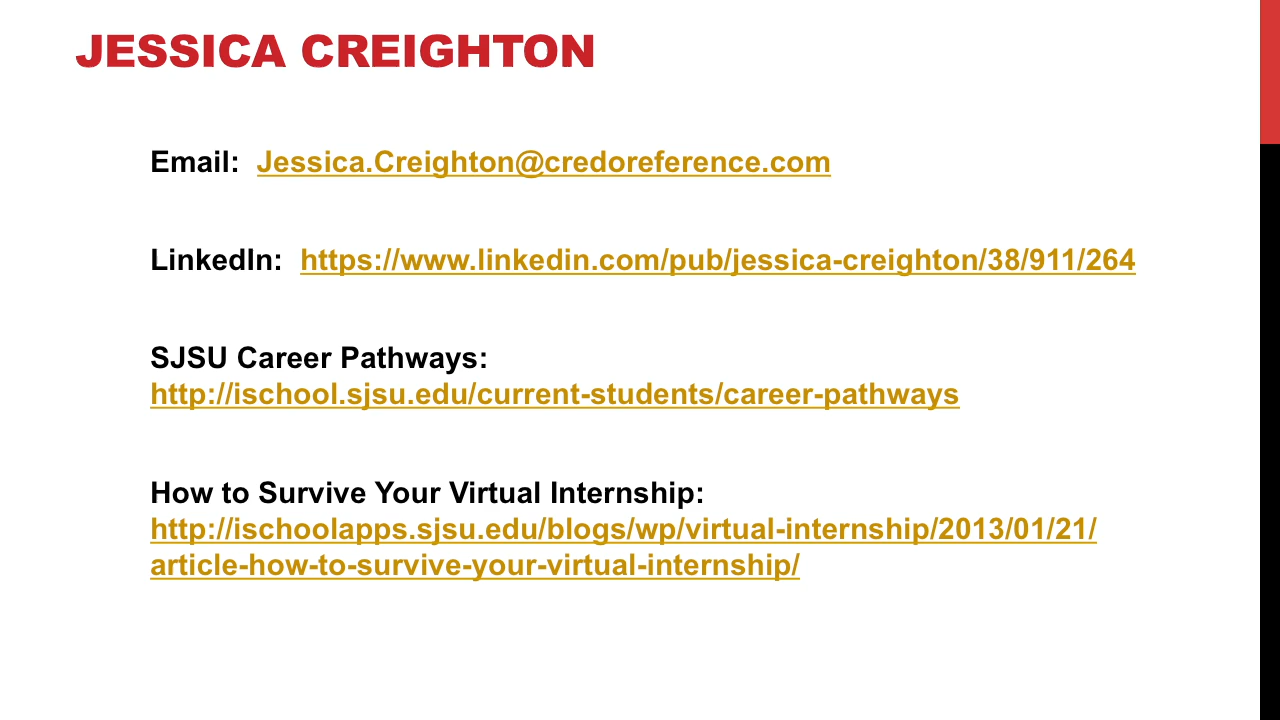 JESSICA CREIGHTON
Email: Jessica.Creighton@credoreference.com
LinkedIn: https://www.linkedin.com/pub/jessica-creighton/38/911/264
SJSU Career Pathways:
http://ischool.sjsu.edu/current-students/career-pathways
How to Survive Your Virtual Internship:
http://ischoolapps.sjsu.edu/blogs/wp/virtual-internship/2013/01/21/
article-how-to-survive-your-virtual-internship/